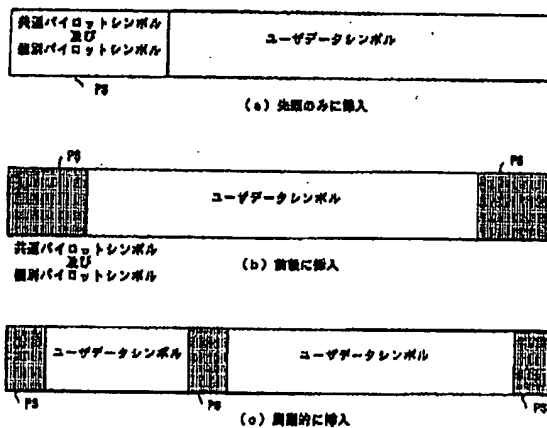 共通パイロットシンボル
及び
個別パイロットシンボル
ユーザデータシンボル
PS
(a) 先頭のみに挿入
PS
PS
ユーザデータシンボル
共通パイロットシンボル
及び
個別パイロットシンボル
(b) 前後に挿入
ユーザデータシンボル
ユーザデータシンボル
PS
PS
PS
(c) 周期的に挿入